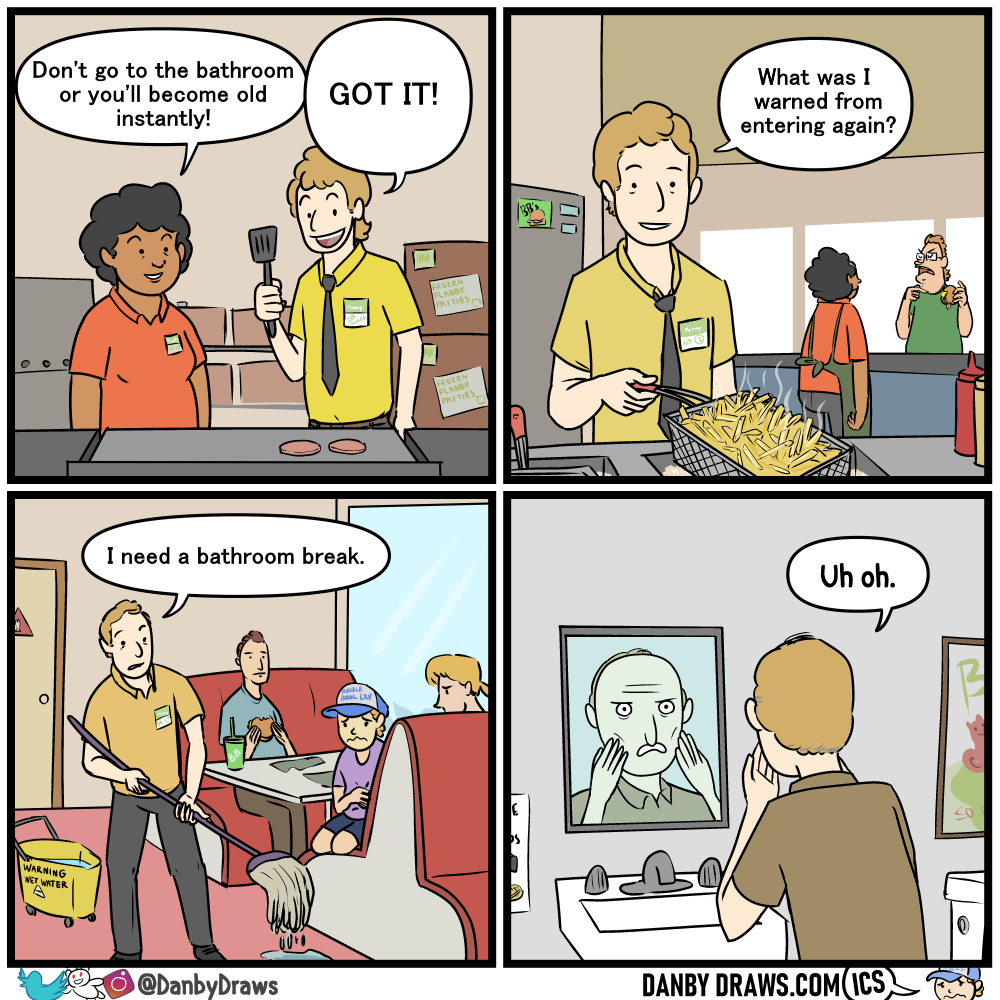 Don't go to the bathroom
or you'll become old
instantly!
GOT IT!
FROZEN
FLABBY
PATTIES
FROZEN
FLABBY
PATTIES
What was I
warned from
entering again?
BB's
I need a bathroom break.
WARNING
WET WATER
Uh oh.
@DanbyDraws
DANBY DRAWS.COM(ICS)